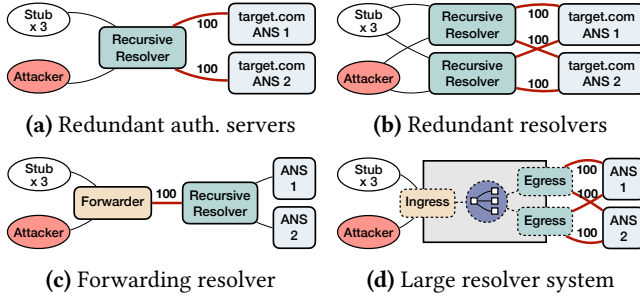 Stub
x 3
Attacker
Recursive
Resolver
100
100
target.com
ANS 1
target.com
ANS 2
(a) Redundant auth. servers
Stub
x 3
Attacker
Recursive
Resolver
Recursive
Resolver
100
100
100
target.com
ANS 1
target.com
ANS 2
(b) Redundant resolvers
Stub
x 3
Attacker
Forwarder
100
Recursive
Resolver
ANS
1
ANS
2
(c) Forwarding resolver
Stub
x 3
Attacker
Ingress
Egress
Egress
100
100
100
ANS
1
ANS
2
(d) Large resolver system